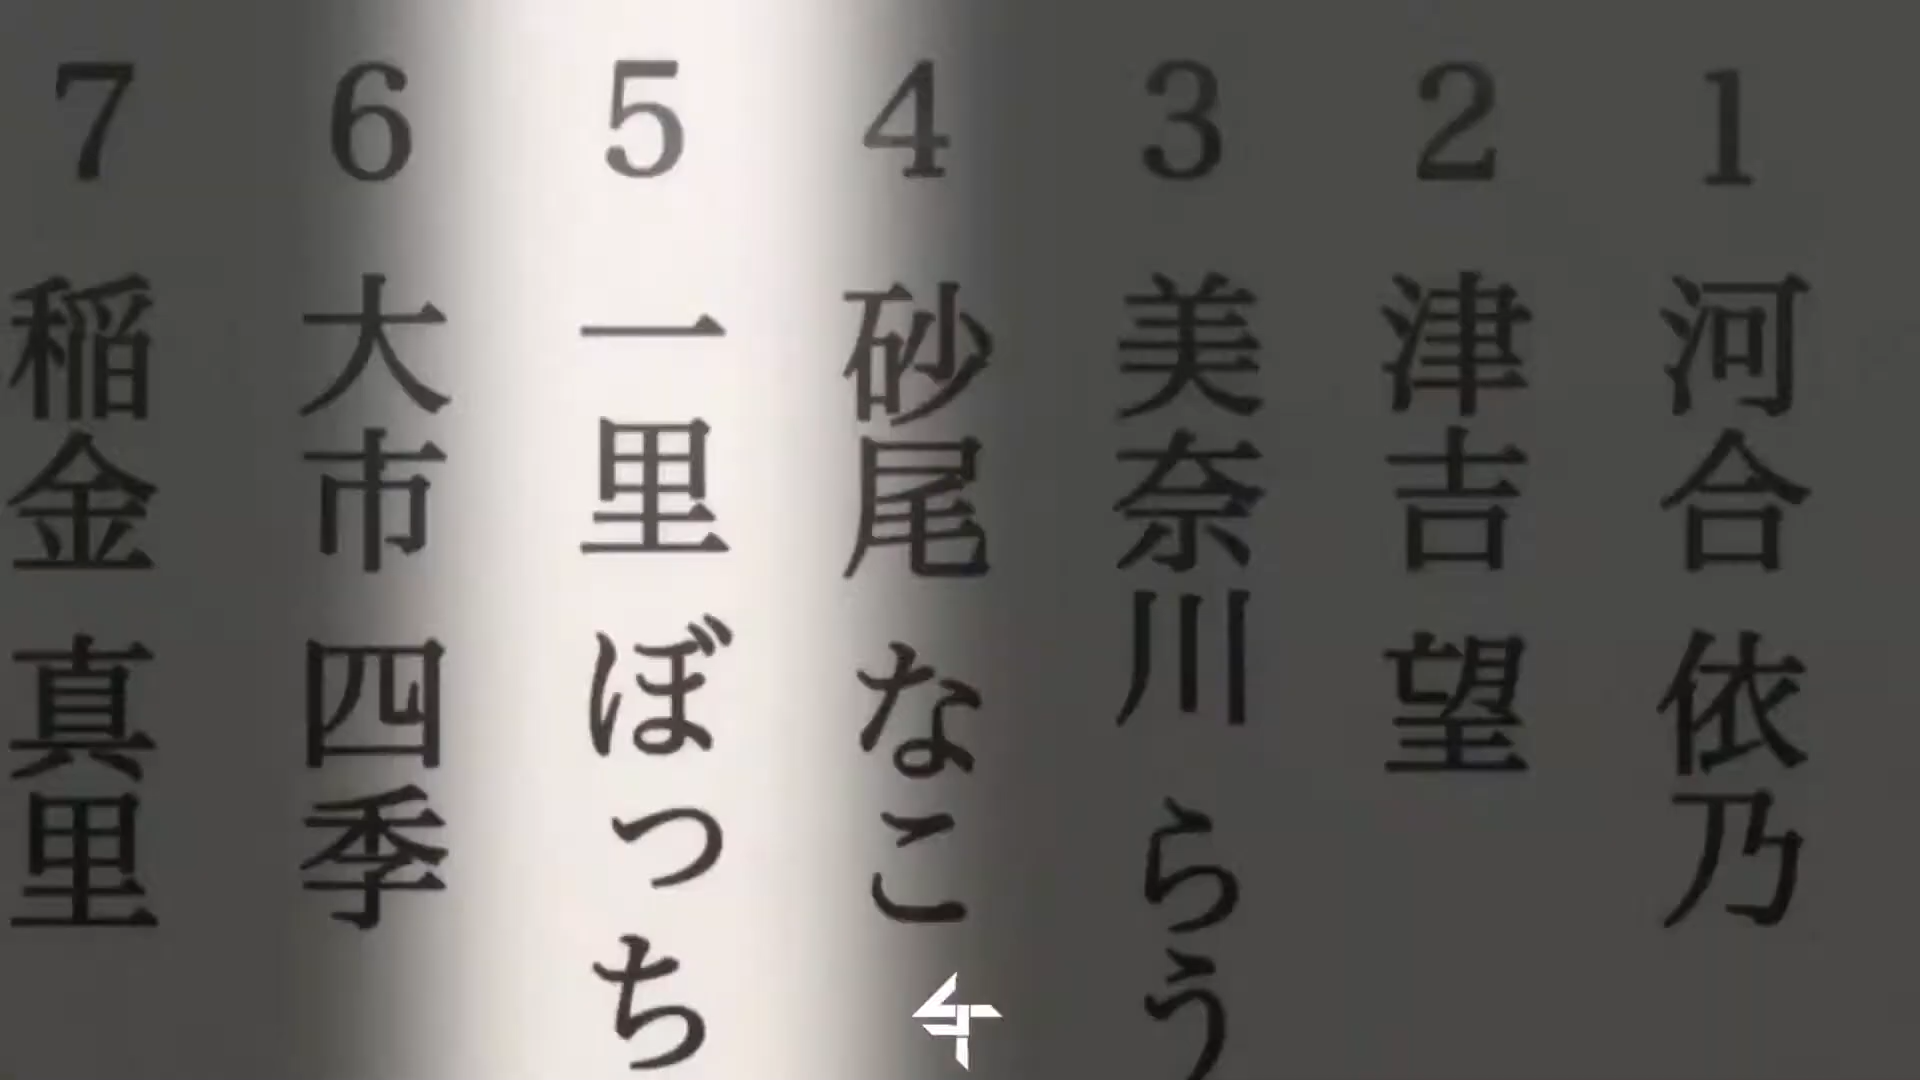 1 河合 依乃
2 津吉 望
3 美奈川 らう
4 砂尾 なこ
5 一里 ぼっち
6 大市 四季
7 稲金 真里